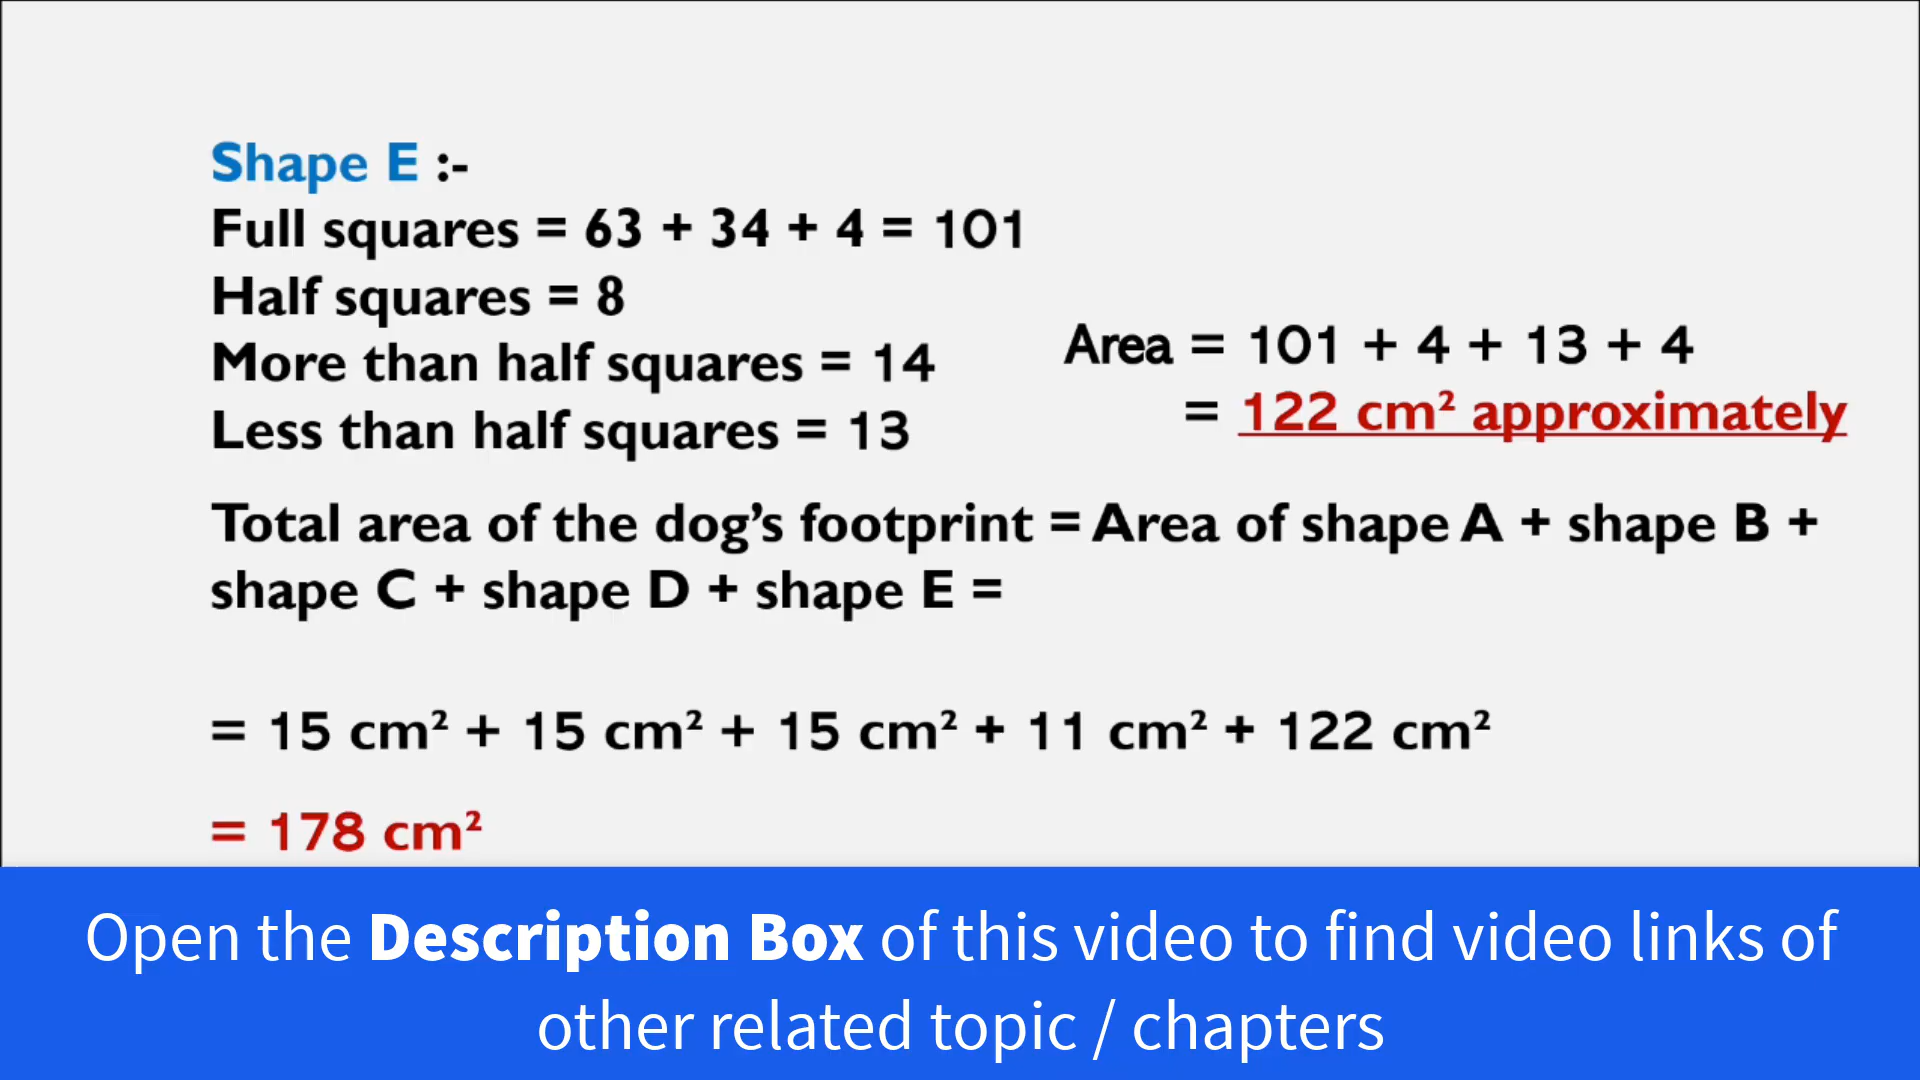 Shape E :-
Full squares = 63 + 34 + 4 = 101
Half squares = 8
More than half squares = 14
Less than half squares = 13
Area = 101 + 4 + 13 + 4
= 122 cm² approximately
Total area of the dog’s footprint = Area of shape A + shape B +
shape C + shape D + shape E =
= 15 cm² + 15 cm² + 15 cm² + 11 cm² + 122 cm²
= 178 cm²
Open the Description Box of this video to find video links of
other related topic / chapters